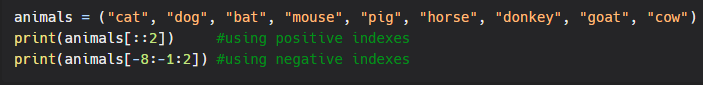 animals = ("cat", "dog", "bat", "mouse", "pig", "horse", "donkey", "goat", "cow")
print(animals[::2])     #using positive indexes
print(animals[-8:-1:2]) #using negative indexes